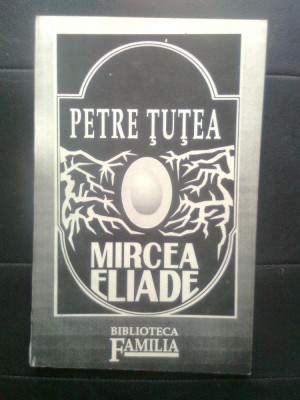 PETRE ŢUŢEA
MIRCEA
ELIADE
BIBLIOTECA
FAMILIA